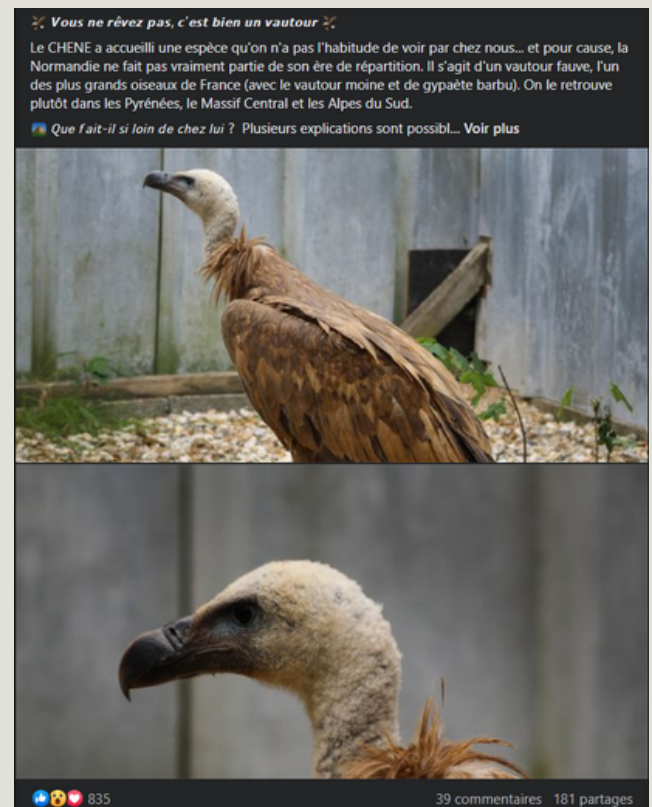 Vous ne rêvez pas, c'est bien un vautour
Le CHENE a accueilli une espèce qu'on n'a pas l'habitude de voir par chez nous... et pour cause, la
Normandie ne fait pas vraiment partie de son ère de répartition. Il s'agit d'un vautour fauve, l'un
des plus grands oiseaux de France (avec le vautour moine et de gypaète barbu). On le retrouve
plutôt dans les Pyrénées, le Massif Central et les Alpes du Sud.
Que fait-il si loin de chez lui ? Plusieurs explications sont possibl... Voir plus
835 39 commentaires 181 partages